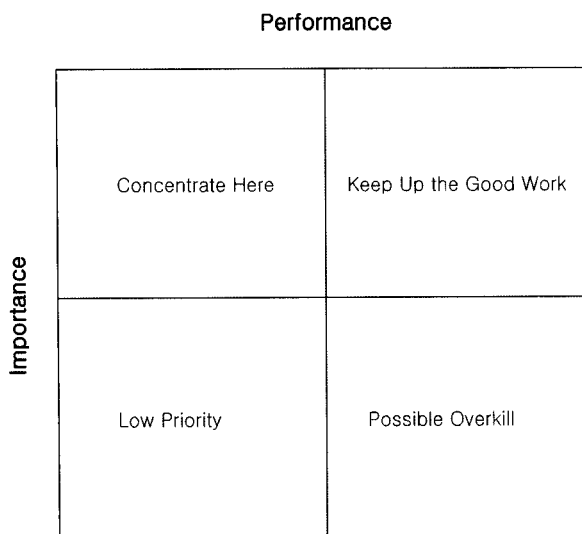 Performance
Concentrate Here
Keep Up the Good Work
Importance
Low Priority
Possible Overkill